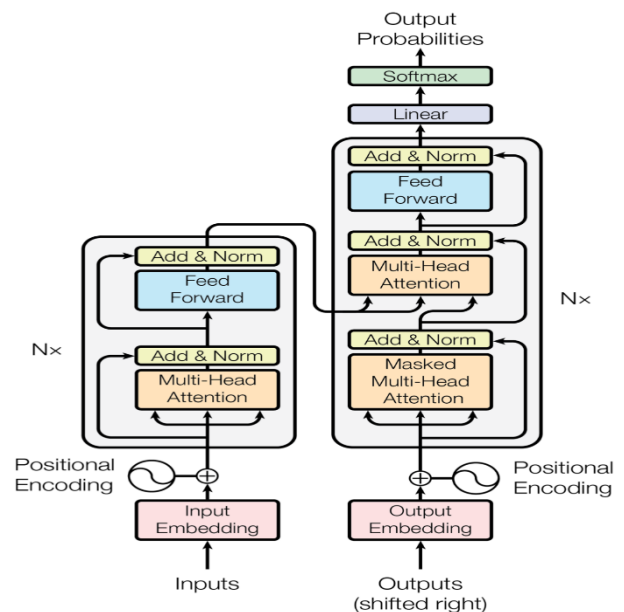 Output
Probabilities
Softmax
Linear
Add & Norm
Feed
Forward
Add & Norm
Multi-Head
Attention
Add & Norm
Masked
Multi-Head
Attention
Nx
Add & Norm
Feed
Forward
Add & Norm
Multi-Head
Attention
Nx
Positional
Encoding
Positional
Encoding
Input
Embedding
Output
Embedding
Inputs
Outputs
(shifted right)